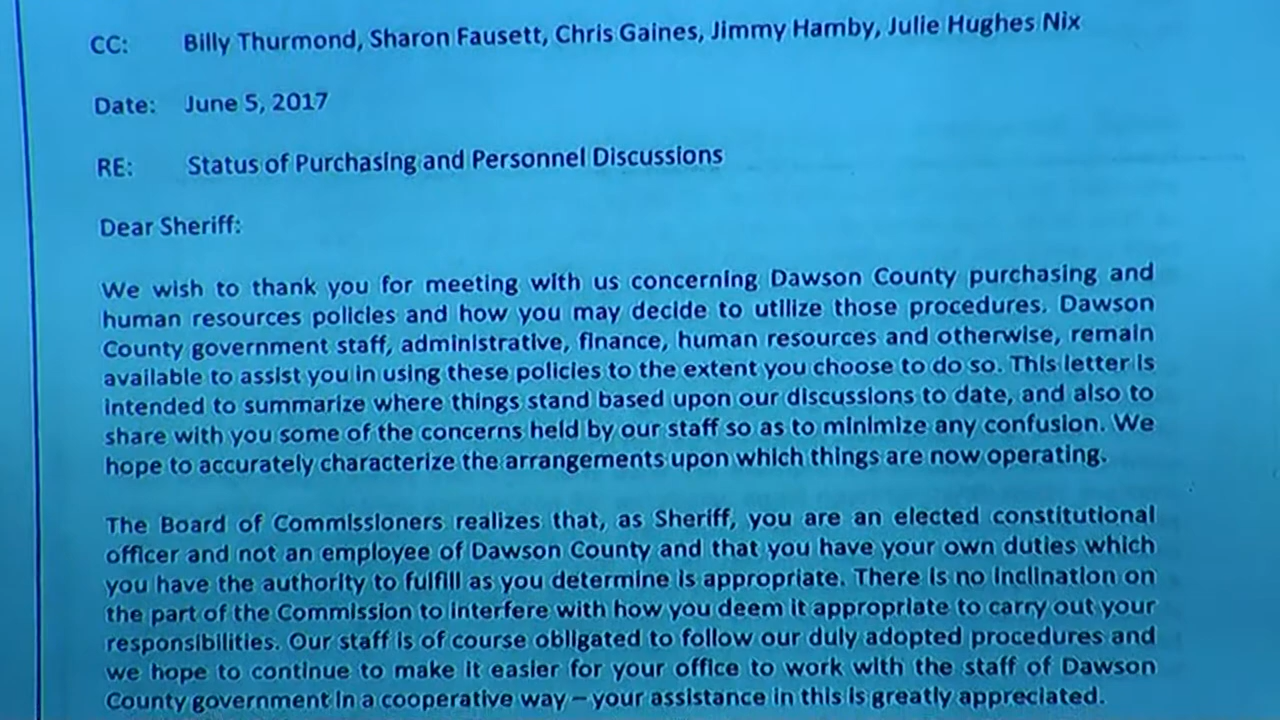 CC: Billy Thurmond, Sharon Fausett, Chris Gaines, Jimmy Hamby, Julie Hughes Nix
Date: June 5, 2017
RE: Status of Purchasing and Personnel Discussions
Dear Sheriff:
We wish to thank you for meeting with us concerning Dawson County purchasing and
human resources policies and how you may decide to utilize those procedures. Dawson
County government staff, administrative, finance, human resources and otherwise, remain
available to assist you in using these policies to the extent you choose to do so. This letter is
intended to summarize where things stand based upon our discussions to date, and also to
share with you some of the concerns held by our staff so as to minimize any confusion. We
hope to accurately characterize the arrangements upon which things are now operating.
The Board of Commissioners realizes that, as Sheriff, you are an elected constitutional
officer and not an employee of Dawson County and that you have your own duties which
you have the authority to fulfill as you determine is appropriate. There is no inclination on
the part of the Commission to interfere with how you deem it appropriate to carry out your
responsibilities. Our staff is of course obligated to follow our duly adopted procedures and
we hope to continue to make it easier for your office to work with the staff of Dawson
County government in a cooperative way – your assistance in this is greatly appreciated.